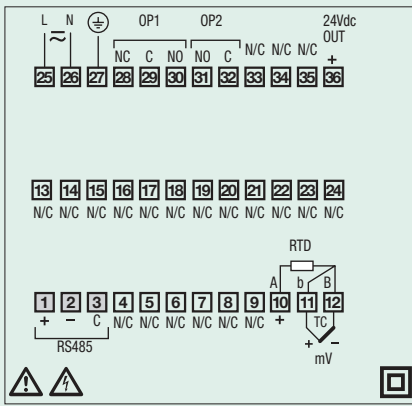 L N OP1 OP2 24Vdc
OUT
NC C NO NO C N/C N/C N/C +
25 26 27 28 29 30 31 32 33 34 35 36
13 14 15 16 17 18 19 20 21 22 23 24
N/C N/C N/C N/C N/C N/C N/C N/C N/C N/C N/C N/C
RTD
A b B
1 2 3 4 5 6 7 8 9 10 11 12
+ − C N/C N/C N/C N/C N/C N/C + TC
RS485 + −
mV